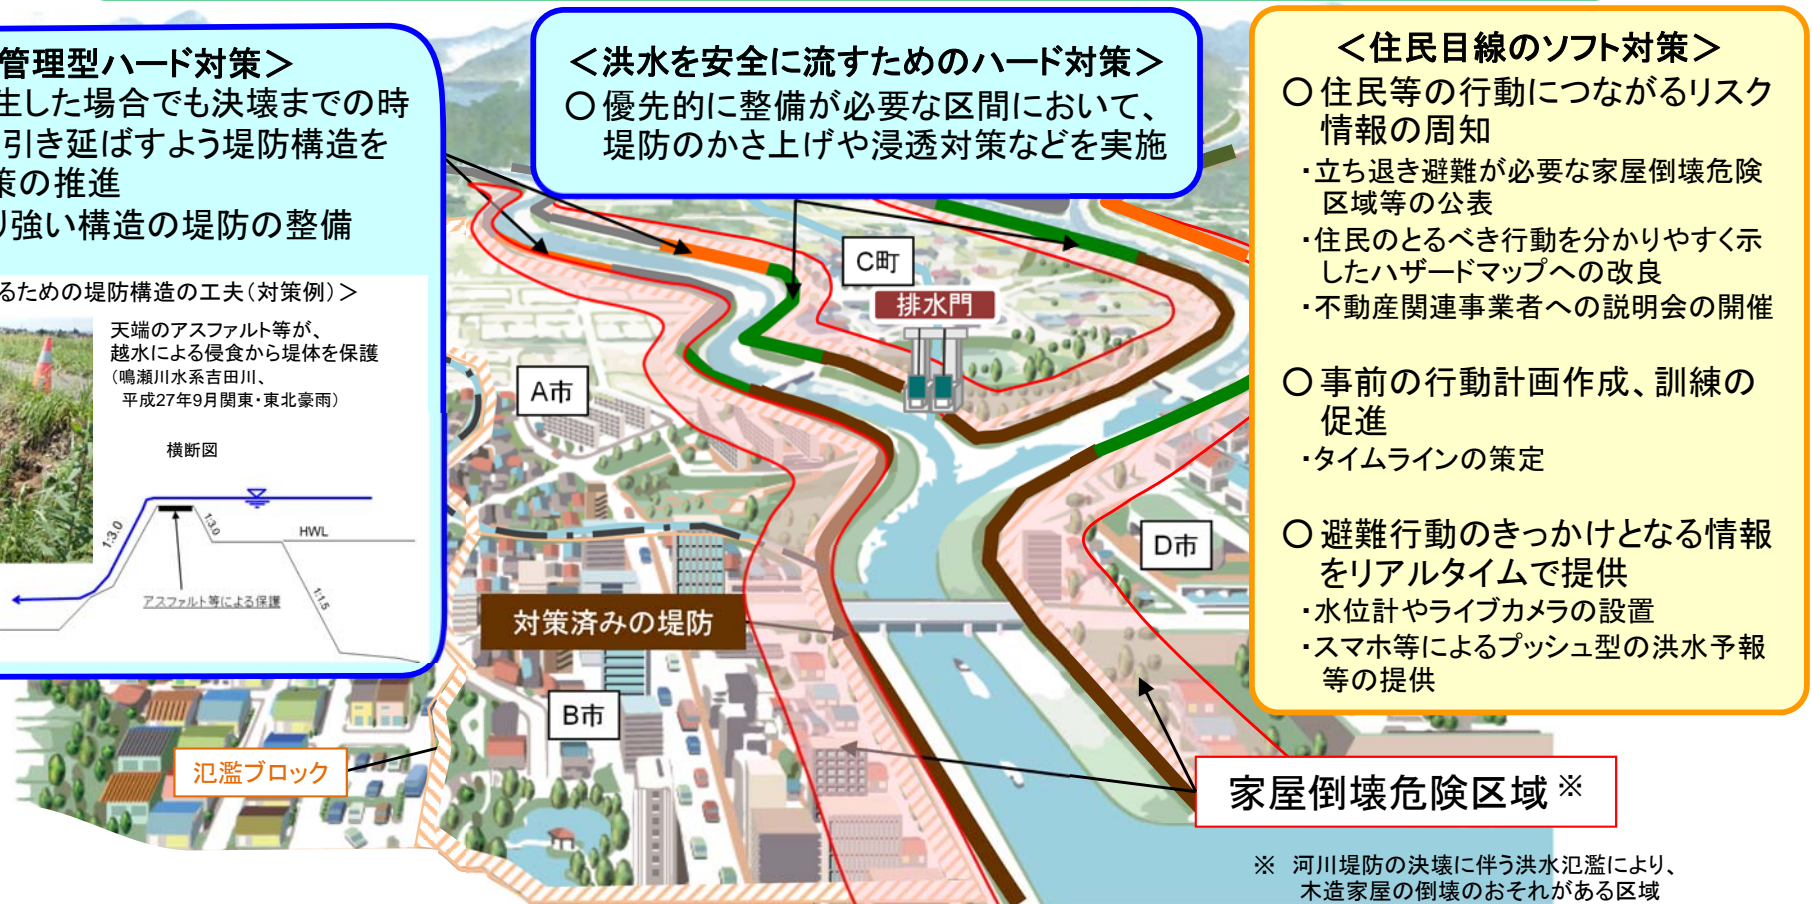 管理型ハード対策＞
生した場合でも決壊までの時
引き延ばすよう堤防構造を
策の推進
り強い構造の堤防の整備
るための堤防構造の工夫（対策例）＞
天端のアスファルト等が、
越水による侵食から堤体を保護
（鳴瀬川水系吉田川、
平成27年9月関東・東北豪雨）
横断図
1:3.0
1:3.0
HWL
1:1.5
アスファルト等による保護
＜洪水を安全に流すためのハード対策＞
〇優先的に整備が必要な区間において、
堤防のかさ上げや浸透対策などを実施
＜住民目線のソフト対策＞
〇住民等の行動につながるリスク
情報の周知
・立ち退き避難が必要な家屋倒壊危険
区域等の公表
・住民のとるべき行動を分かりやすく示
したハザードマップへの改良
・不動産関連事業者への説明会の開催
〇事前の行動計画作成、訓練の
促進
・タイムラインの策定
〇避難行動のきっかけとなる情報
をリアルタイムで提供
・水位計やライブカメラの設置
・スマホ等によるプッシュ型の洪水予報
等の提供
C町
排水門
A市
D市
対策済みの堤防
B市
氾濫ブロック
家屋倒壊危険区域※
※ 河川堤防の決壊に伴う洪水氾濫により、
木造家屋の倒壊のおそれがある区域